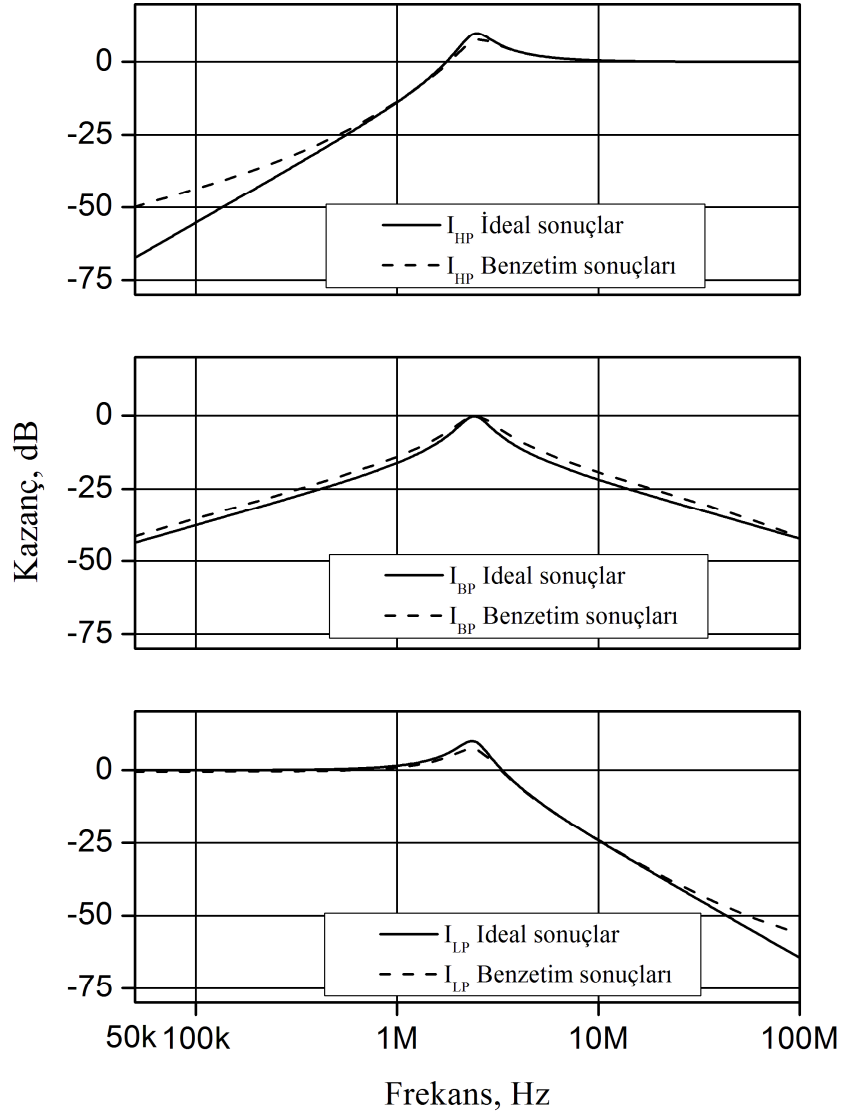 0
-25
-50
-75
I_HP İdeal sonuçlar
I_HP Benzetim sonuçları
0
-25
-50
-75
I_BP Ideal sonuçlar
I_BP Benzetim sonuçları
Kazanç, dB
0
-25
-50
-75
I_LP Ideal sonuçlar
I_LP Benzetim sonuçları
50k 100k 1M 10M 100M
Frekans, Hz